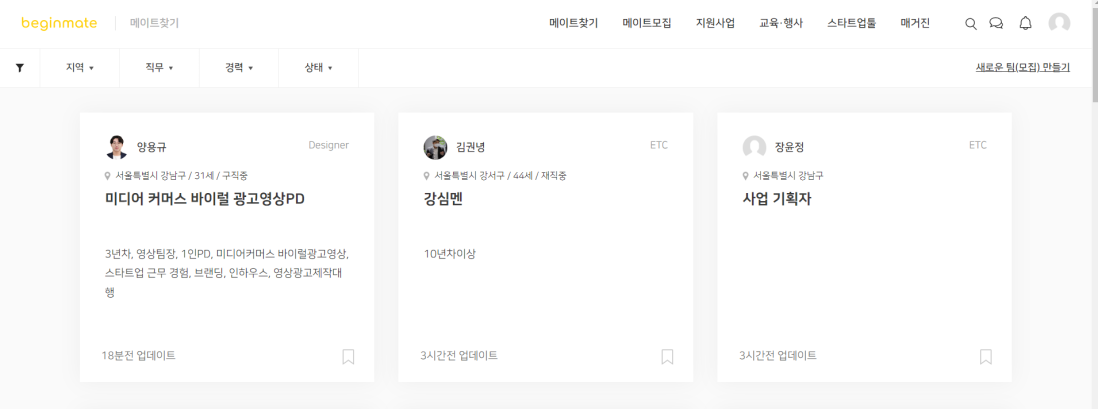 beginmate 메이트찾기 메이트찾기 메이트모집 지원사업 교육·행사 스타트업툴 매거진
지역 ▾ 직무 ▾ 경력 ▾ 상태 ▾ 새로운 팀(모집) 만들기
양용규 Designer
서울특별시 강남구 / 31세 / 구직중
미디어 커머스 바이럴 광고영상PD
3년차, 영상팀장, 1인PD, 미디어커머스 바이럴광고영상,
스타트업 근무 경험, 브랜딩, 인하우스, 영상광고제작대
행
18분전 업데이트
김권녕 ETC
서울특별시 강서구 / 44세 / 재직중
강심멘
10년차이상
3시간전 업데이트
장윤정 ETC
서울특별시 강남구
사업 기획자
3시간전 업데이트